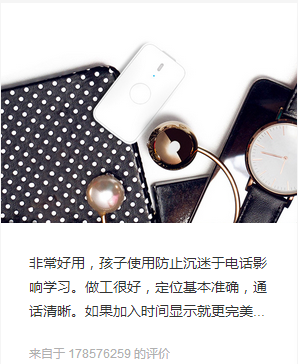 非常好用，孩子使用防止沉迷于电话影
响学习。做工很好，定位基本准确，通
话清晰。如果加入时间显示就更完美...
来自于 178576259 的评价